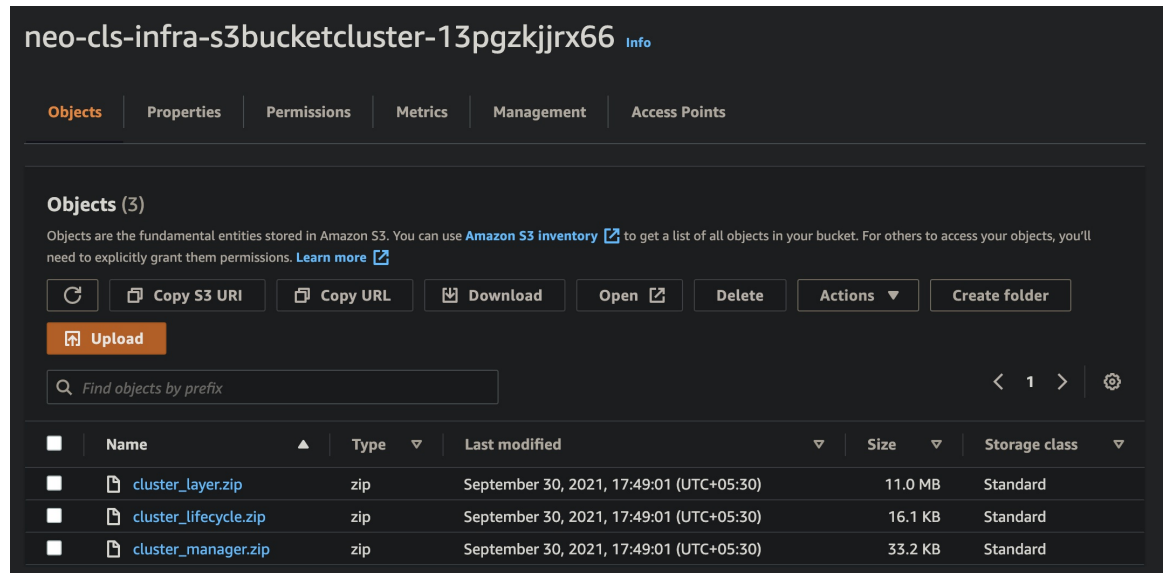 neo-cls-infra-s3bucketcluster-13pgzkjjrx66 Info
Objects Properties Permissions Metrics Management Access Points
Objects (3)
Objects are the fundamental entities stored in Amazon S3. You can use Amazon S3 inventory to get a list of all objects in your bucket. For others to access your objects, you'll
need to explicitly grant them permissions. Learn more
Copy S3 URI Copy URL Download Open Delete Actions Create folder
Upload
Find objects by prefix
1
Name Type Last modified Size Storage class
cluster_layer.zip zip September 30, 2021, 17:49:01 (UTC+05:30) 11.0 MB Standard
cluster_lifecycle.zip zip September 30, 2021, 17:49:01 (UTC+05:30) 16.1 KB Standard
cluster_manager.zip zip September 30, 2021, 17:49:01 (UTC+05:30) 33.2 KB Standard